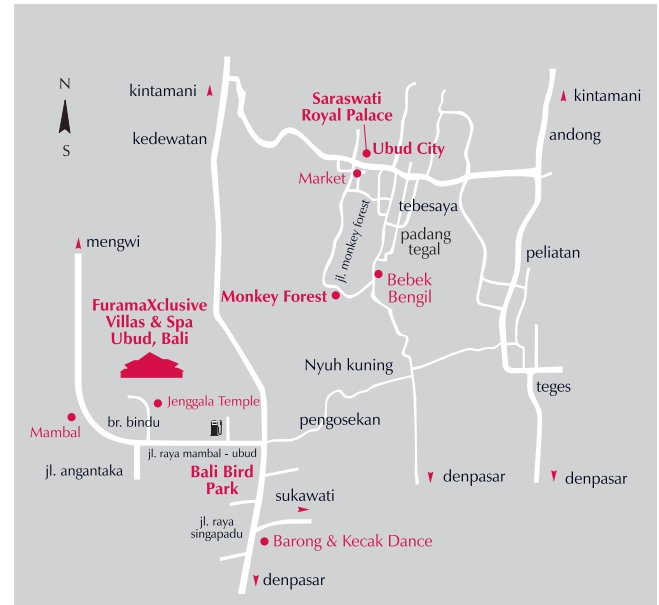 N
S
kintamani
kedewatan
Saraswati
Royal Palace
Ubud City
Market
kintamani
andong
tebesaya
padang
tegal
jl. monkey forest
peliatan
mengwi
Bebek
Bengil
Monkey Forest
FuramaXclusive
Villas & Spa
Ubud, Bali
Nyuh kuning
teges
Jenggala Temple
br. bindu
Mambal
pengosekan
jl. raya mambal - ubud
jl. angantaka
Bali Bird
Park
denpasar
denpasar
sukawati
jl. raya
singapadu
Barong & Kecak Dance
denpasar